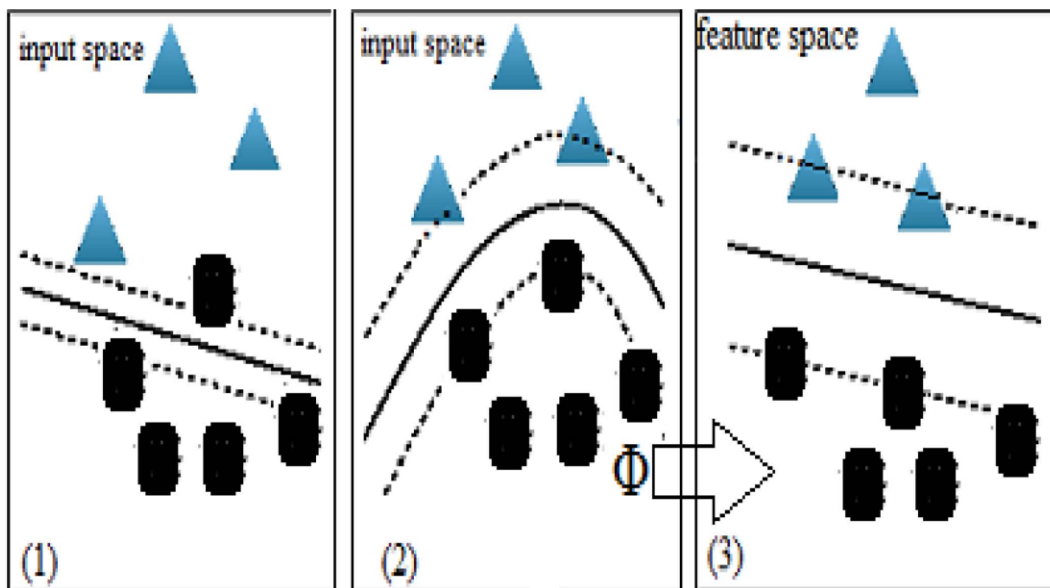 input space
input space
feature space
Φ
(1)
(2)
(3)